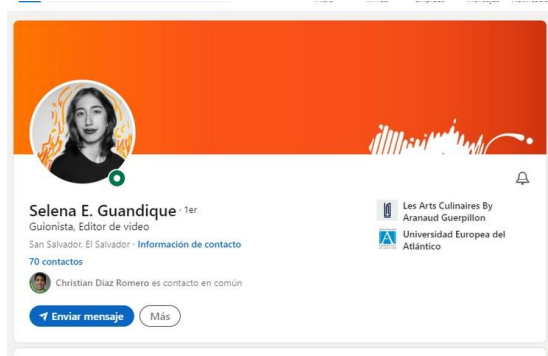 Selena E. Guandique · 1er
Guionista, Editor de video
San Salvador, El Salvador · Información de contacto
70 contactos
Christian Díaz Romero es contacto en común
Enviar mensaje
Más
Les Arts Culinaires By
Aranaud Guerpillon
Universidad Europea del
Atlántico